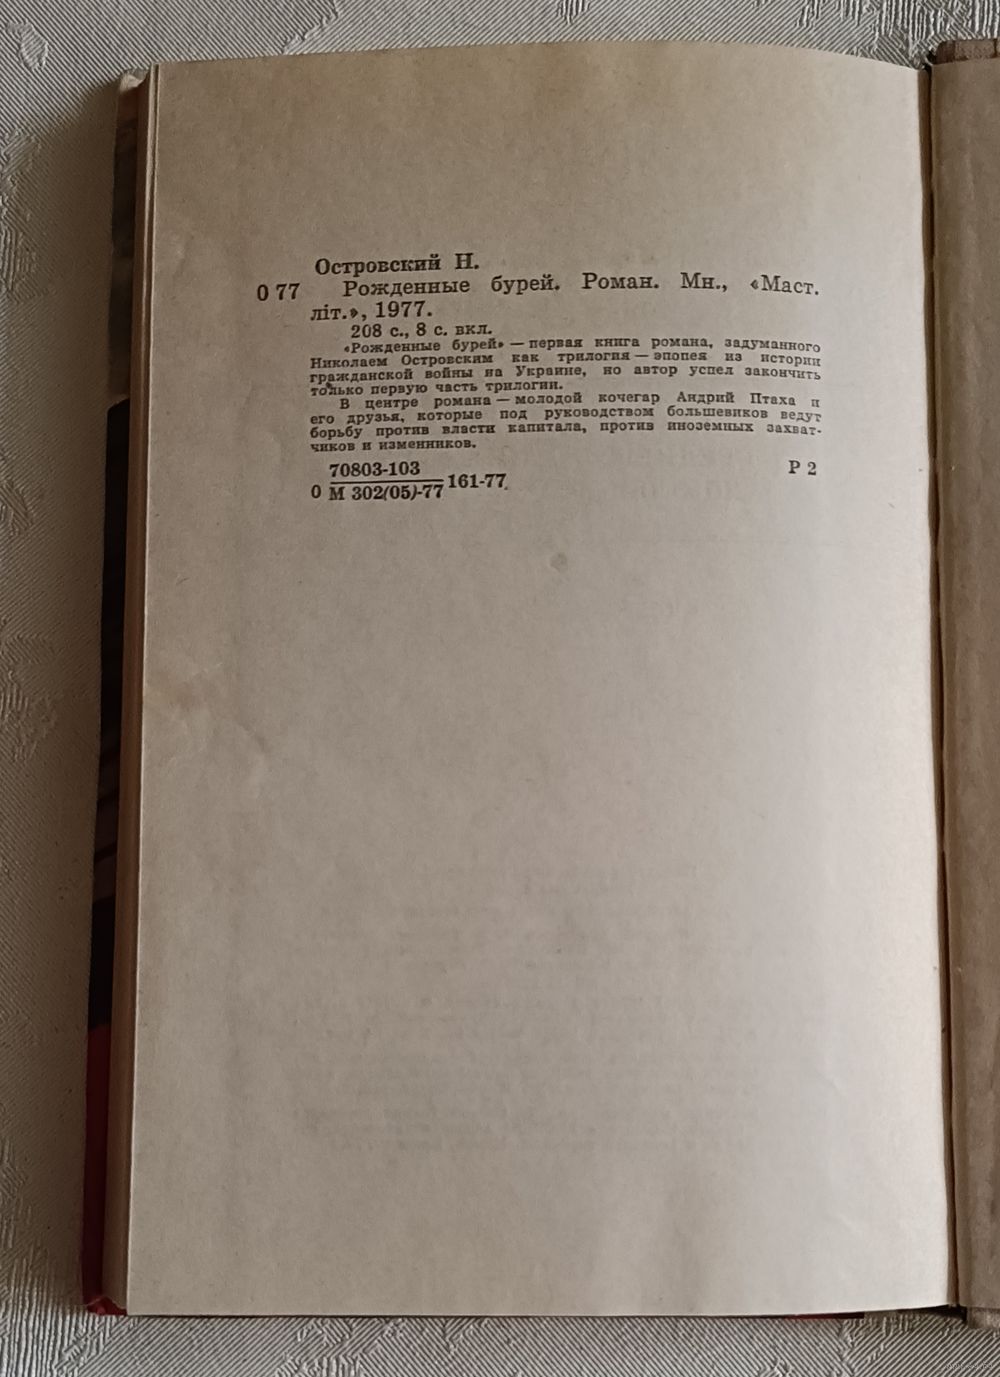 Островский Н.
О 77 Рожденные бурей. Роман. Мн., «Маст.
літ.», 1977.
208 с., 8 с. вкл.
«Рожденные бурей» — первая книга романа, задуманного
Николаем Островским как трилогия — эпопея из истории
гражданской войны на Украине, но автор успел закончить
только первую часть трилогии.
В центре романа — молодой кочегар Андрий Птаха и
его друзья, которые под руководством большевиков ведут
борьбу против власти капитала, против иноземных захват-
чиков и изменников.
70803-103
О М 302(05)-77 161-77
Р 2